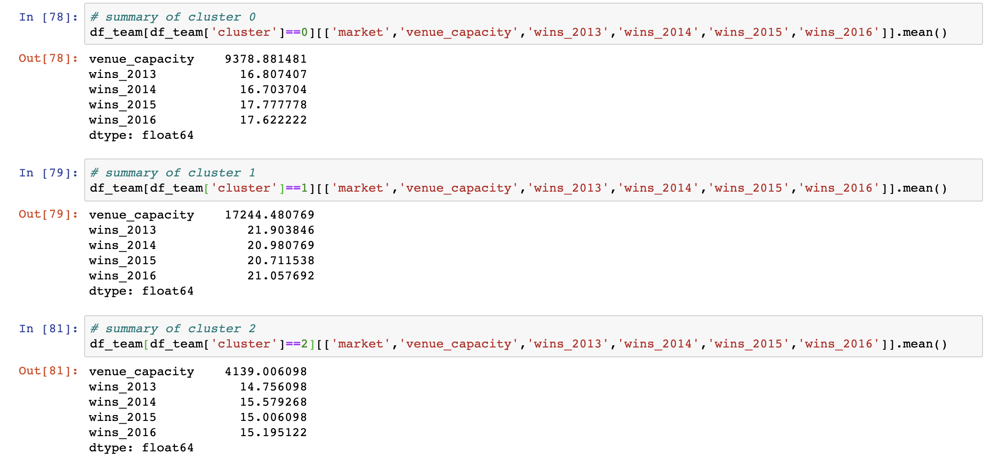 In [78]: # summary of cluster 0
df_team[df_team['cluster']==0][['market','venue_capacity','wins_2013','wins_2014','wins_2015','wins_2016']].mean()
Out[78]: venue_capacity    9378.881481
wins_2013           16.807407
wins_2014           16.703704
wins_2015           17.777778
wins_2016           17.622222
dtype: float64
In [79]: # summary of cluster 1
df_team[df_team['cluster']==1][['market','venue_capacity','wins_2013','wins_2014','wins_2015','wins_2016']].mean()
Out[79]: venue_capacity    17244.480769
wins_2013            21.903846
wins_2014            20.980769
wins_2015            20.711538
wins_2016            21.057692
dtype: float64
In [81]: # summary of cluster 2
df_team[df_team['cluster']==2][['market','venue_capacity','wins_2013','wins_2014','wins_2015','wins_2016']].mean()
Out[81]: venue_capacity    4139.006098
wins_2013           14.756098
wins_2014           15.579268
wins_2015           15.006098
wins_2016           15.195122
dtype: float64